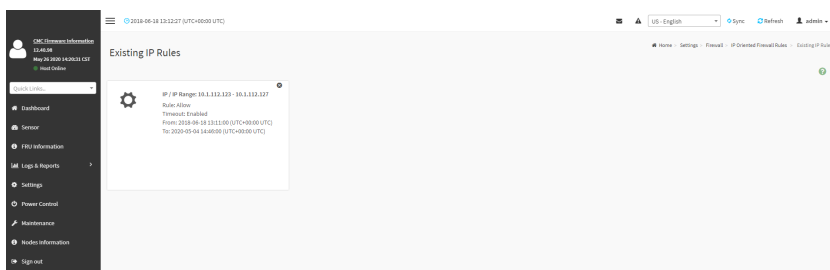 2018-06-18 13:12:27 (UTC+00:00 UTC)
US - English
Sync
Refresh
admin
CMC Firmware Information
12.40.98
May 26 2020 14:20:31 CST
Host Online
Quick Links...
Dashboard
Sensor
FRU Information
Logs & Reports
Settings
Power Control
Maintenance
Nodes Information
Sign out
Existing IP Rules
Home > Settings > Firewall > IP Oriented Firewall Rules > Existing IP Rule
IP / IP Range: 10.1.112.123 - 10.1.112.127
Rule: Allow
Timeout: Enabled
From: 2018-06-18 13:11:00 (UTC+00:00 UTC)
To: 2020-05-04 14:46:00 (UTC+00:00 UTC)